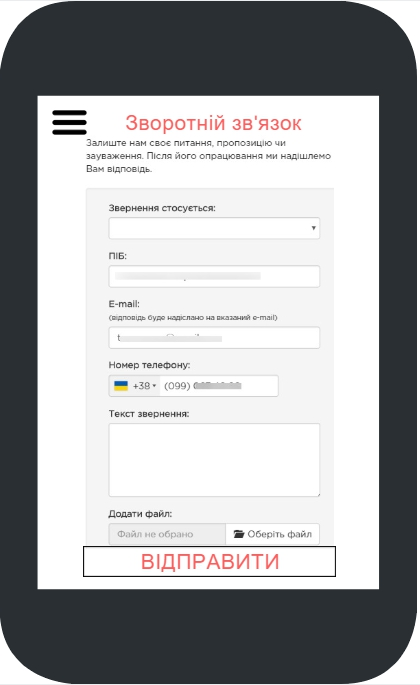 Зворотній зв'язок
Залиште нам своє питання, пропозицію чи
зауваження. Після його опрацювання ми надішлемо
Вам відповідь.
Звернення стосується:
ПІБ:
E-mail:
(відповідь буде надіслано на вказаний e-mail)
Номер телефону:
+38 (099)
Текст звернення:
Додати файл:
Файл не обрано Оберіть файл
ВІДПРАВИТИ